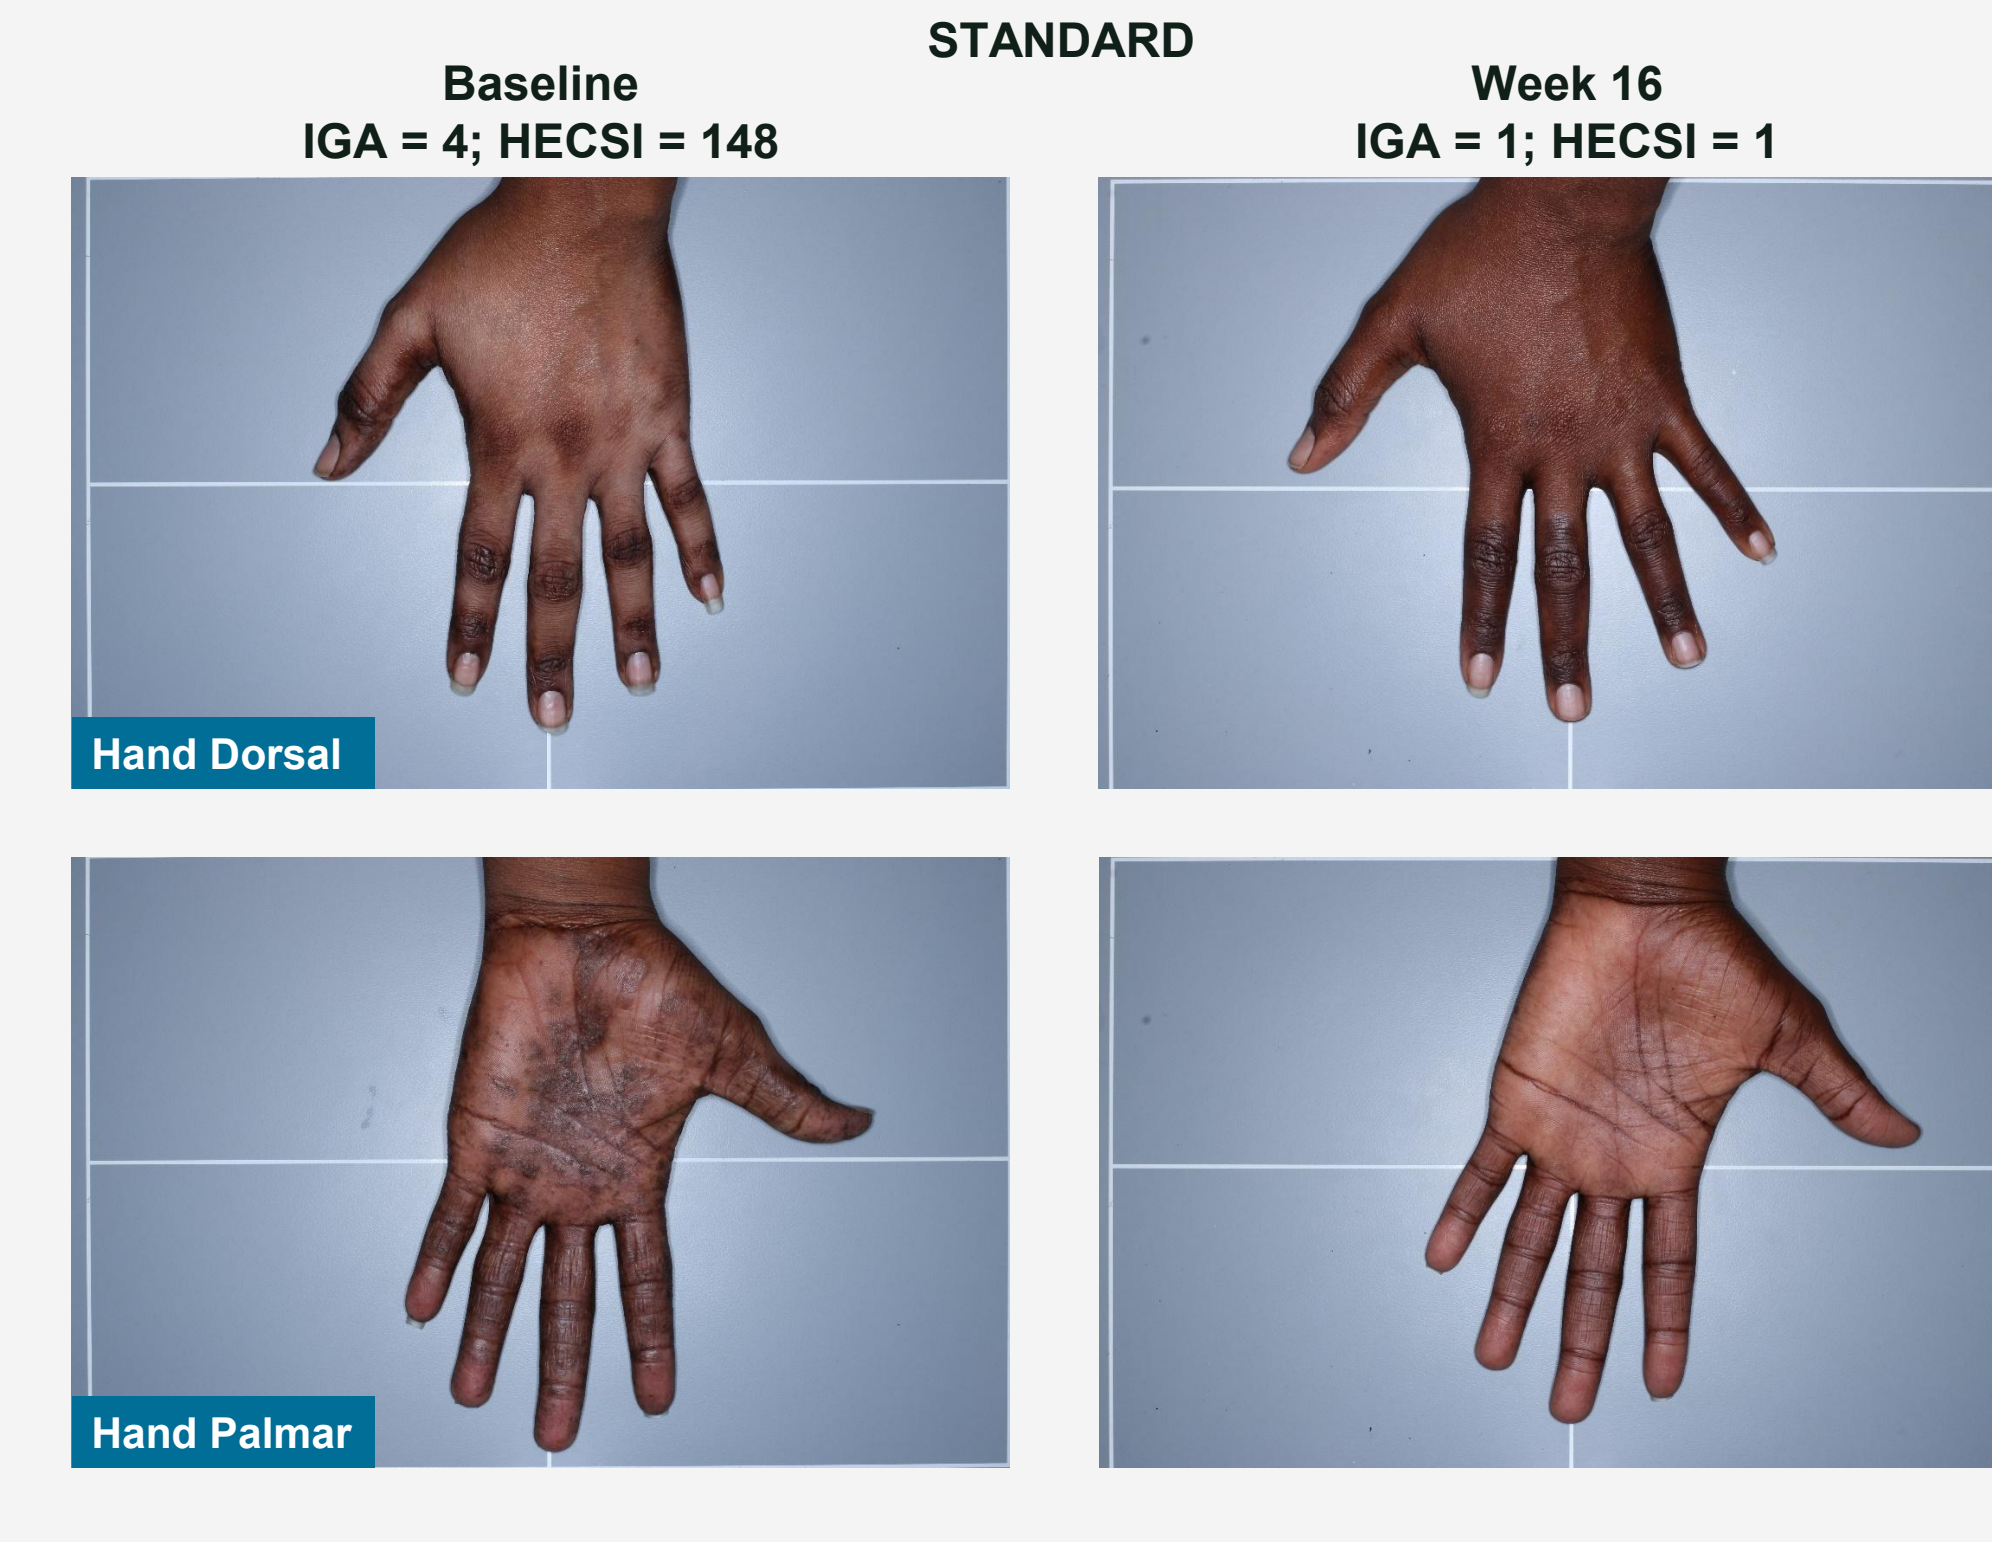 STANDARD
Baseline
IGA = 4; HECSI = 148
Week 16
IGA = 1; HECSI = 1
Hand Dorsal
Hand Palmar